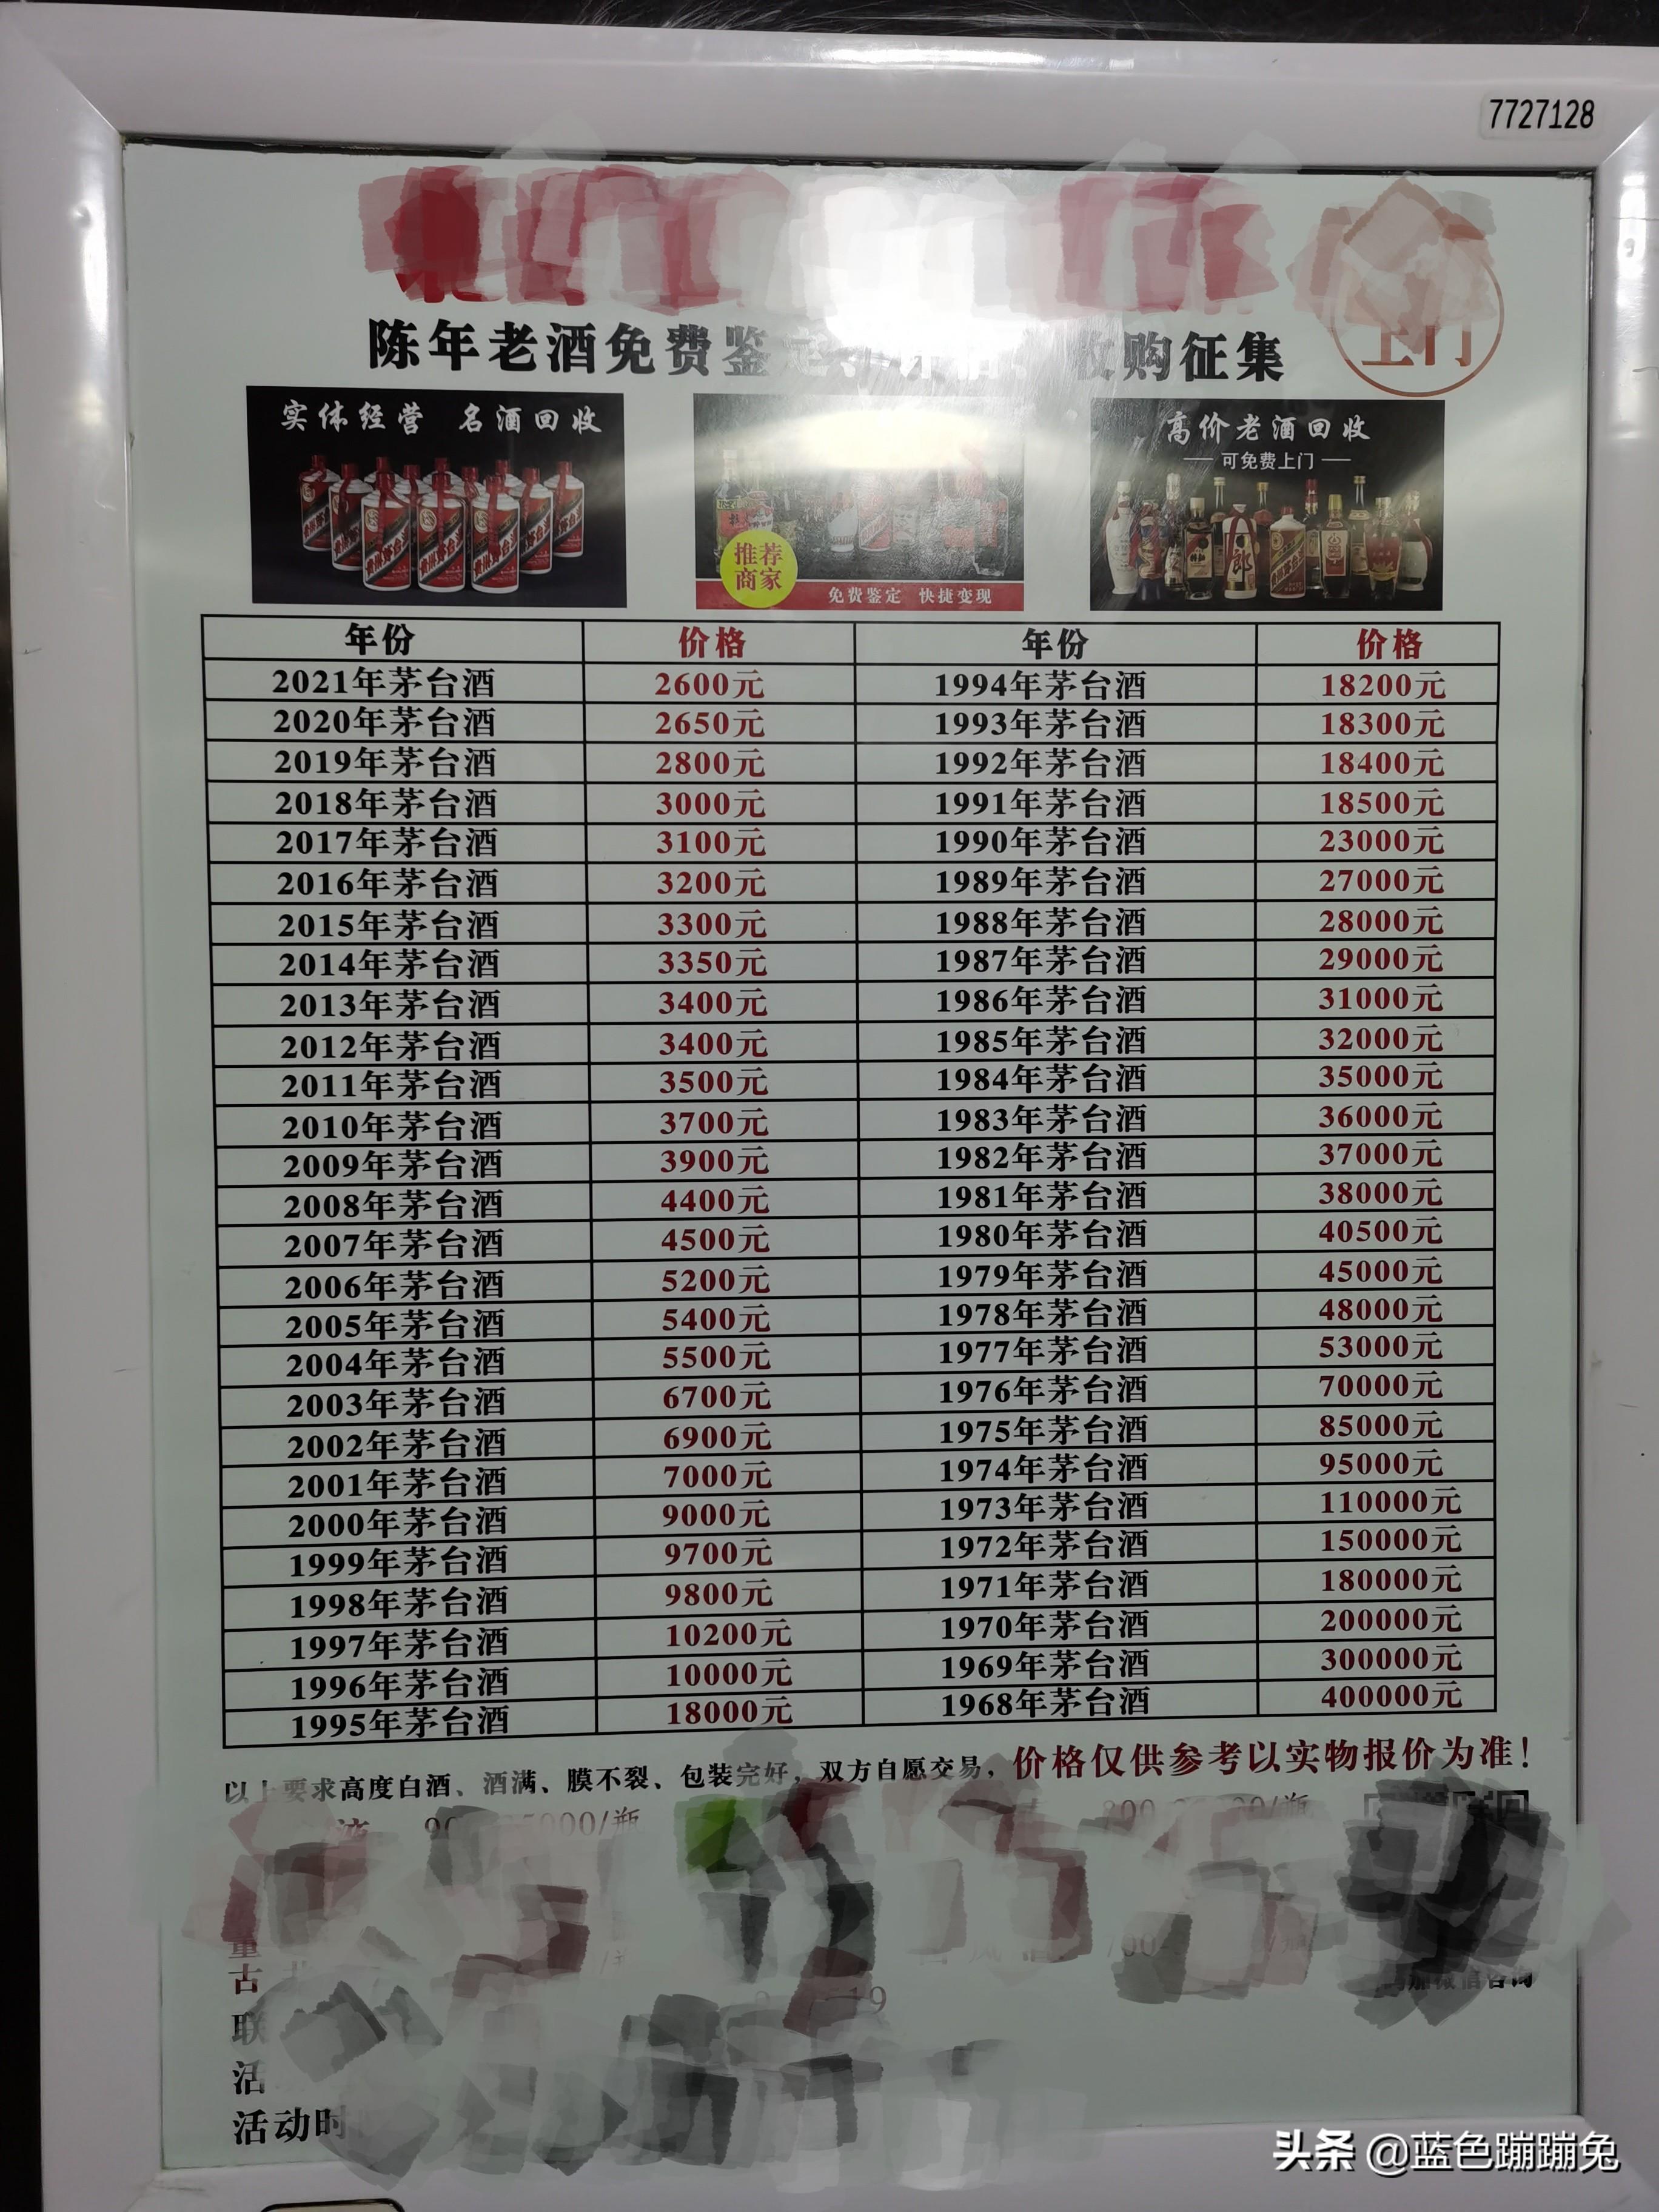 7727128
上门
陈年老酒免费鉴定、评估、收购征集
实体经营 名酒回收
推荐
商家
免费鉴定 快捷变现
高价老酒回收
可免费上门
年份 价格 年份 价格
2021年茅台酒 2600元 1994年茅台酒 18200元
2020年茅台酒 2650元 1993年茅台酒 18300元
2019年茅台酒 2800元 1992年茅台酒 18400元
2018年茅台酒 3000元 1991年茅台酒 18500元
2017年茅台酒 3100元 1990年茅台酒 23000元
2016年茅台酒 3200元 1989年茅台酒 27000元
2015年茅台酒 3300元 1988年茅台酒 28000元
2014年茅台酒 3350元 1987年茅台酒 29000元
2013年茅台酒 3400元 1986年茅台酒 31000元
2012年茅台酒 3400元 1985年茅台酒 32000元
2011年茅台酒 3500元 1984年茅台酒 35000元
2010年茅台酒 3700元 1983年茅台酒 36000元
2009年茅台酒 3900元 1982年茅台酒 37000元
2008年茅台酒 4400元 1981年茅台酒 38000元
2007年茅台酒 4500元 1980年茅台酒 40500元
2006年茅台酒 5200元 1979年茅台酒 45000元
2005年茅台酒 5400元 1978年茅台酒 48000元
2004年茅台酒 5500元 1977年茅台酒 53000元
2003年茅台酒 6700元 1976年茅台酒 70000元
2002年茅台酒 6900元 1975年茅台酒 85000元
2001年茅台酒 7000元 1974年茅台酒 95000元
2000年茅台酒 9000元 1973年茅台酒 110000元
1999年茅台酒 9700元 1972年茅台酒 150000元
1998年茅台酒 9800元 1971年茅台酒 180000元
1997年茅台酒 10200元 1970年茅台酒 200000元
1996年茅台酒 10000元 1969年茅台酒 300000元
1995年茅台酒 18000元 1968年茅台酒 400000元
以上要求高度白酒、酒满、膜不裂、包装完好，双方自愿交易，价格仅供参考以实物报价为准！
/瓶
古
联
活
活动时
头条 @蓝色蹦蹦兔